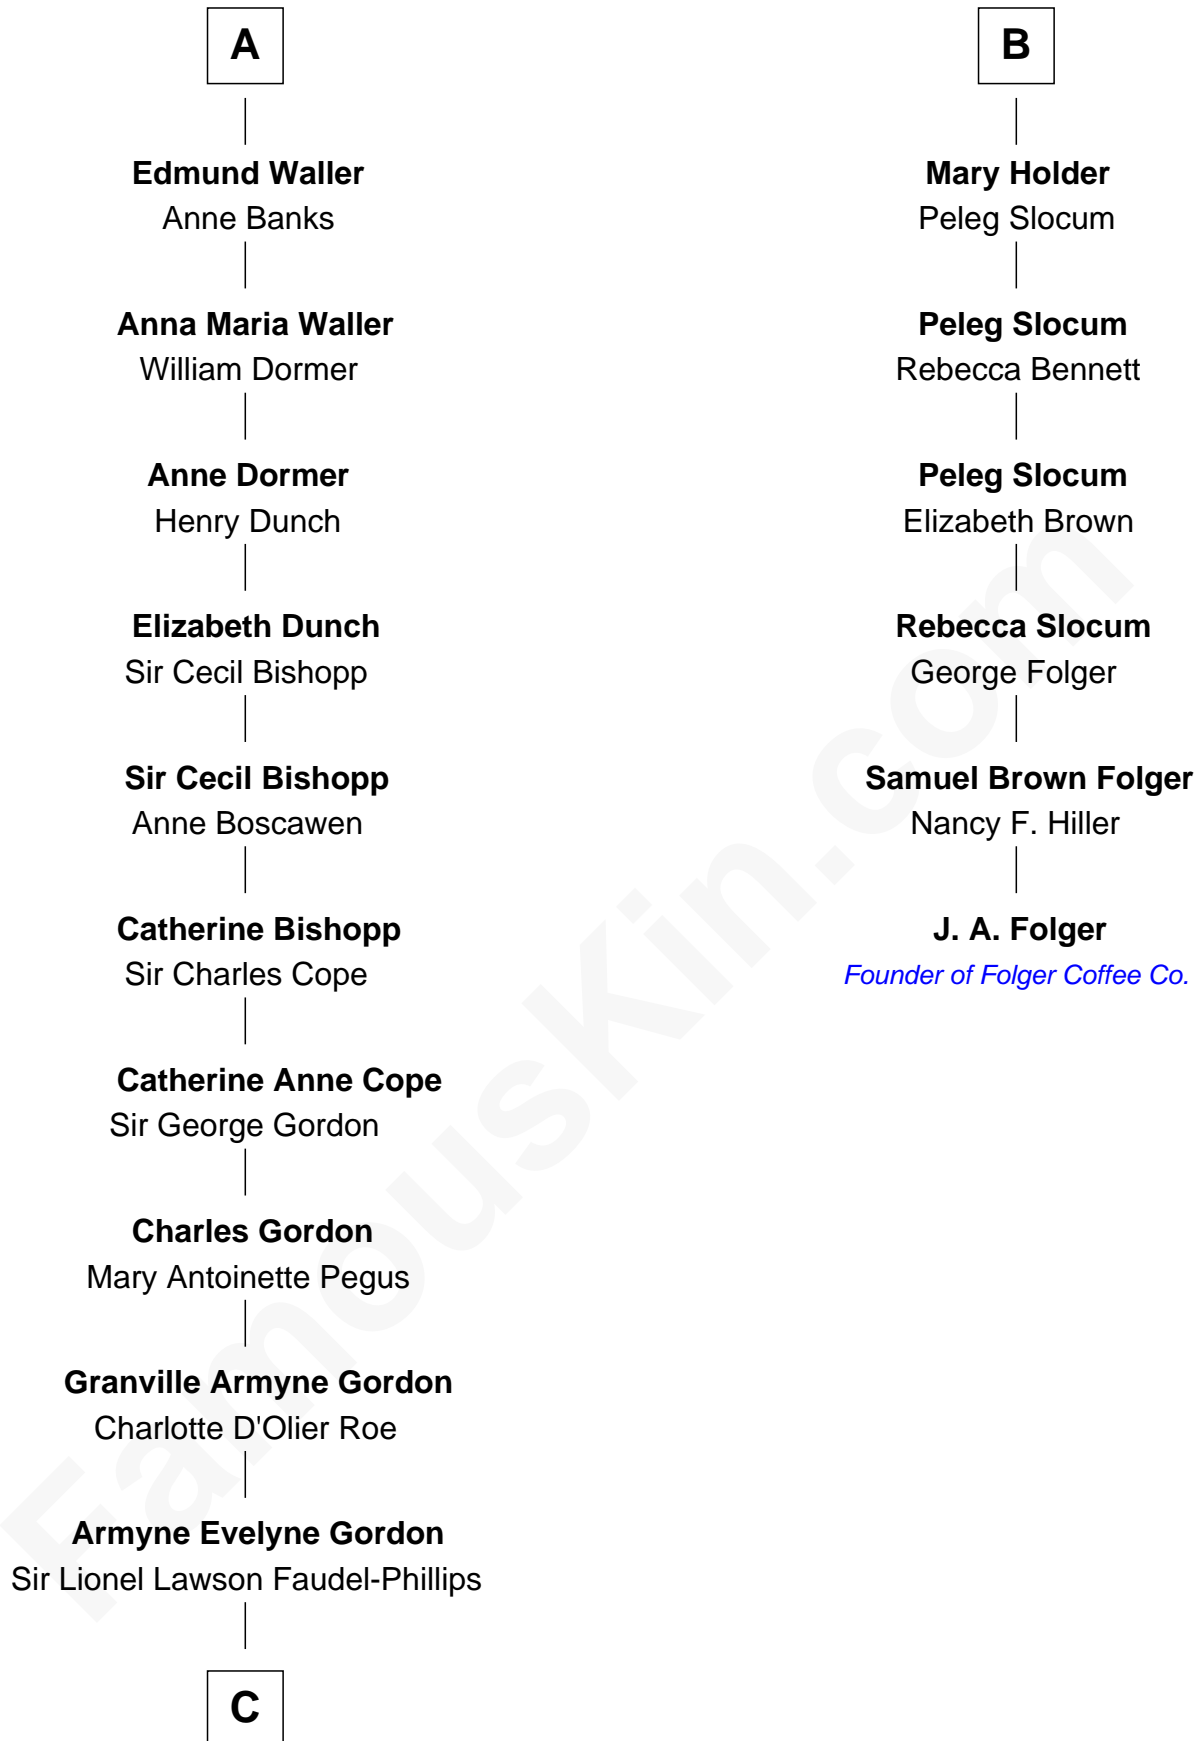 A
Edmund Waller
Anne Banks
Anna Maria Waller
William Dormer
Anne Dormer
Henry Dunch
Elizabeth Dunch
Sir Cecil Bishopp
Sir Cecil Bishopp
Anne Boscawen
Catherine Bishopp
Sir Charles Cope
Catherine Anne Cope
Sir George Gordon
Charles Gordon
Mary Antoinette Pegus
Granville Armyne Gordon
Charlotte D'Olier Roe
Armyne Evelyne Gordon
Sir Lionel Lawson Faudel-Phillips
C
B
Mary Holder
Peleg Slocum
Peleg Slocum
Rebecca Bennett
Peleg Slocum
Elizabeth Brown
Rebecca Slocum
George Folger
Samuel Brown Folger
Nancy F. Hiller
J. A. Folger
Founder of Folger Coffee Co.
FamousKin.com